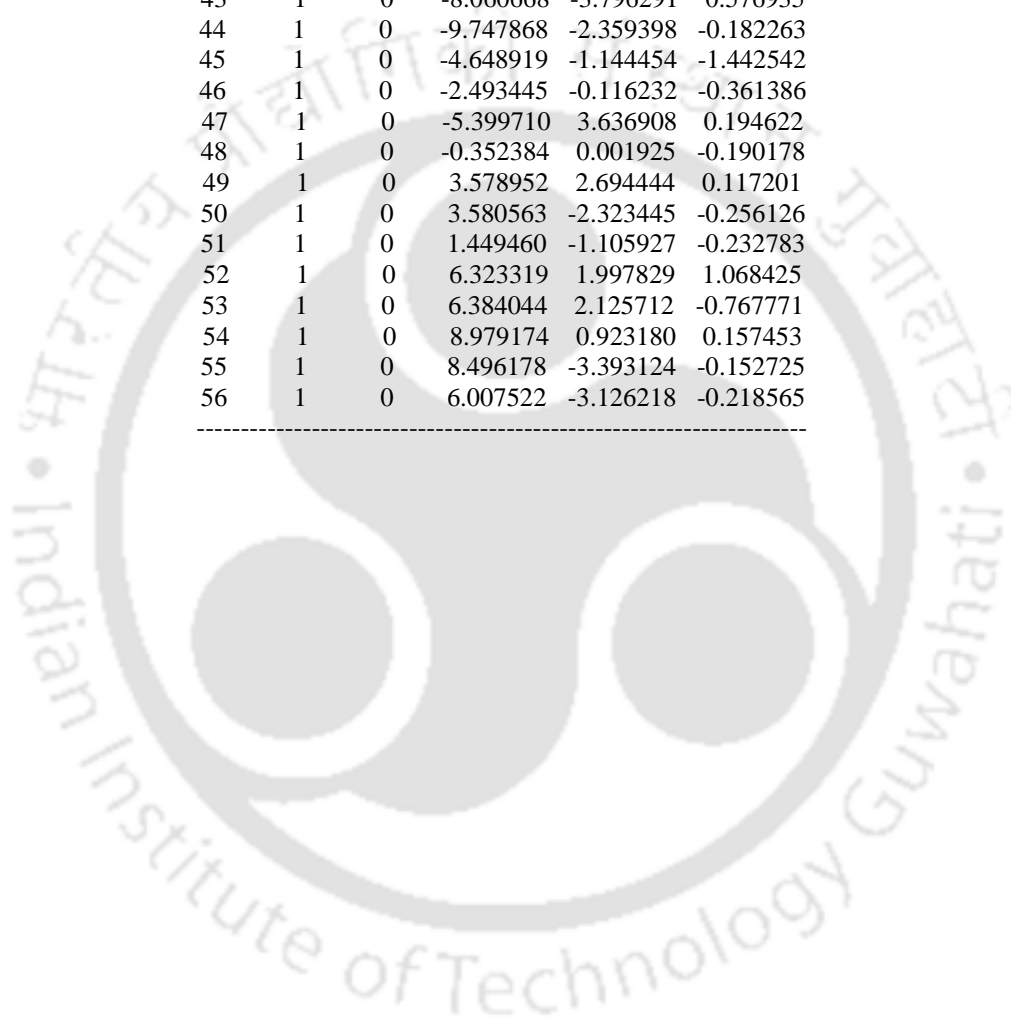 44 1 0 -9.747868 -2.359398 -0.182263
45 1 0 -4.648919 -1.144454 -1.442542
46 1 0 -2.493445 -0.116232 -0.361386
47 1 0 -5.399710 3.636908 0.194622
48 1 0 -0.352384 0.001925 -0.190178
49 1 0 3.578952 2.694444 0.117201
50 1 0 3.580563 -2.323445 -0.256126
51 1 0 1.449460 -1.105927 -0.232783
52 1 0 6.323319 1.997829 1.068425
53 1 0 6.384044 2.125712 -0.767771
54 1 0 8.979174 0.923180 0.157453
55 1 0 8.496178 -3.393124 -0.152725
56 1 0 6.007522 -3.126218 -0.218565
---------------------------------------------------------------------
Indian Institute of Technology Guwahati